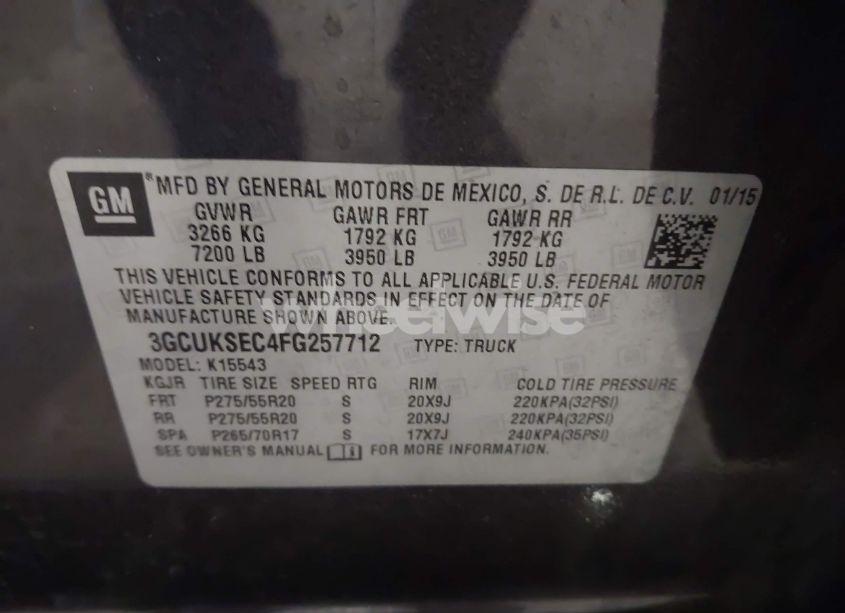 GM
*MFD BY GENERAL MOTORS DE MEXICO, S. DE R.L. DE C.V. 01/15
GVWR GAWR FRT GAWR RR
3266 KG 1792 KG 1792 KG
7200 LB 3950 LB 3950 LB
THIS VEHICLE CONFORMS TO ALL APPLICABLE U.S. FEDERAL MOTOR
VEHICLE SAFETY STANDARDS IN EFFECT ON THE DATE OF
MANUFACTURE SHOWN ABOVE.
wheelwise
3GCUKSEC4FG257712 TYPE: TRUCK
MODEL: K15543
KGJR TIRE SIZE SPEED RTG RIM COLD TIRE PRESSURE
FRT P275/55R20 S 20X9J 220KPA(32PSI)
RR P275/55R20 S 20X9J 220KPA(32PSI)
SPA P265/70R17 S 17X7J 240KPA(35PSI)
SEE OWNER'S MANUAL FOR MORE INFORMATION.